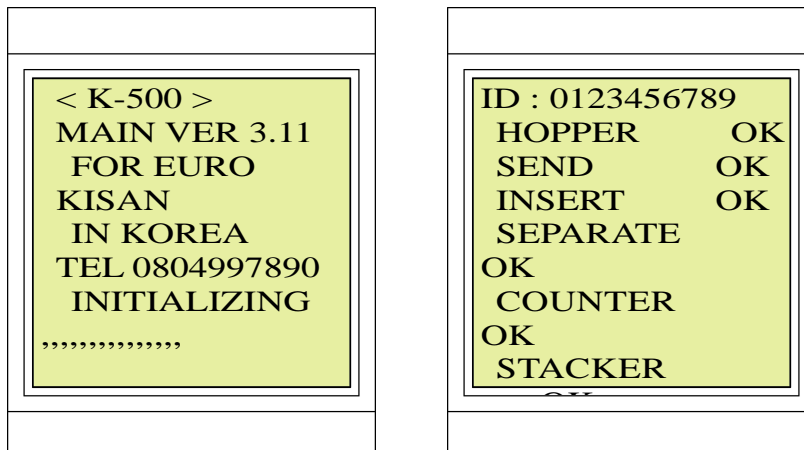 < K-500 >
MAIN VER 3.11
FOR EURO
KISAN
IN KOREA
TEL 0804997890
INITIALIZING
,,,,,,,,,,,,,,,
ID : 0123456789
HOPPER OK
SEND OK
INSERT OK
SEPARATE
OK
COUNTER
OK
STACKER